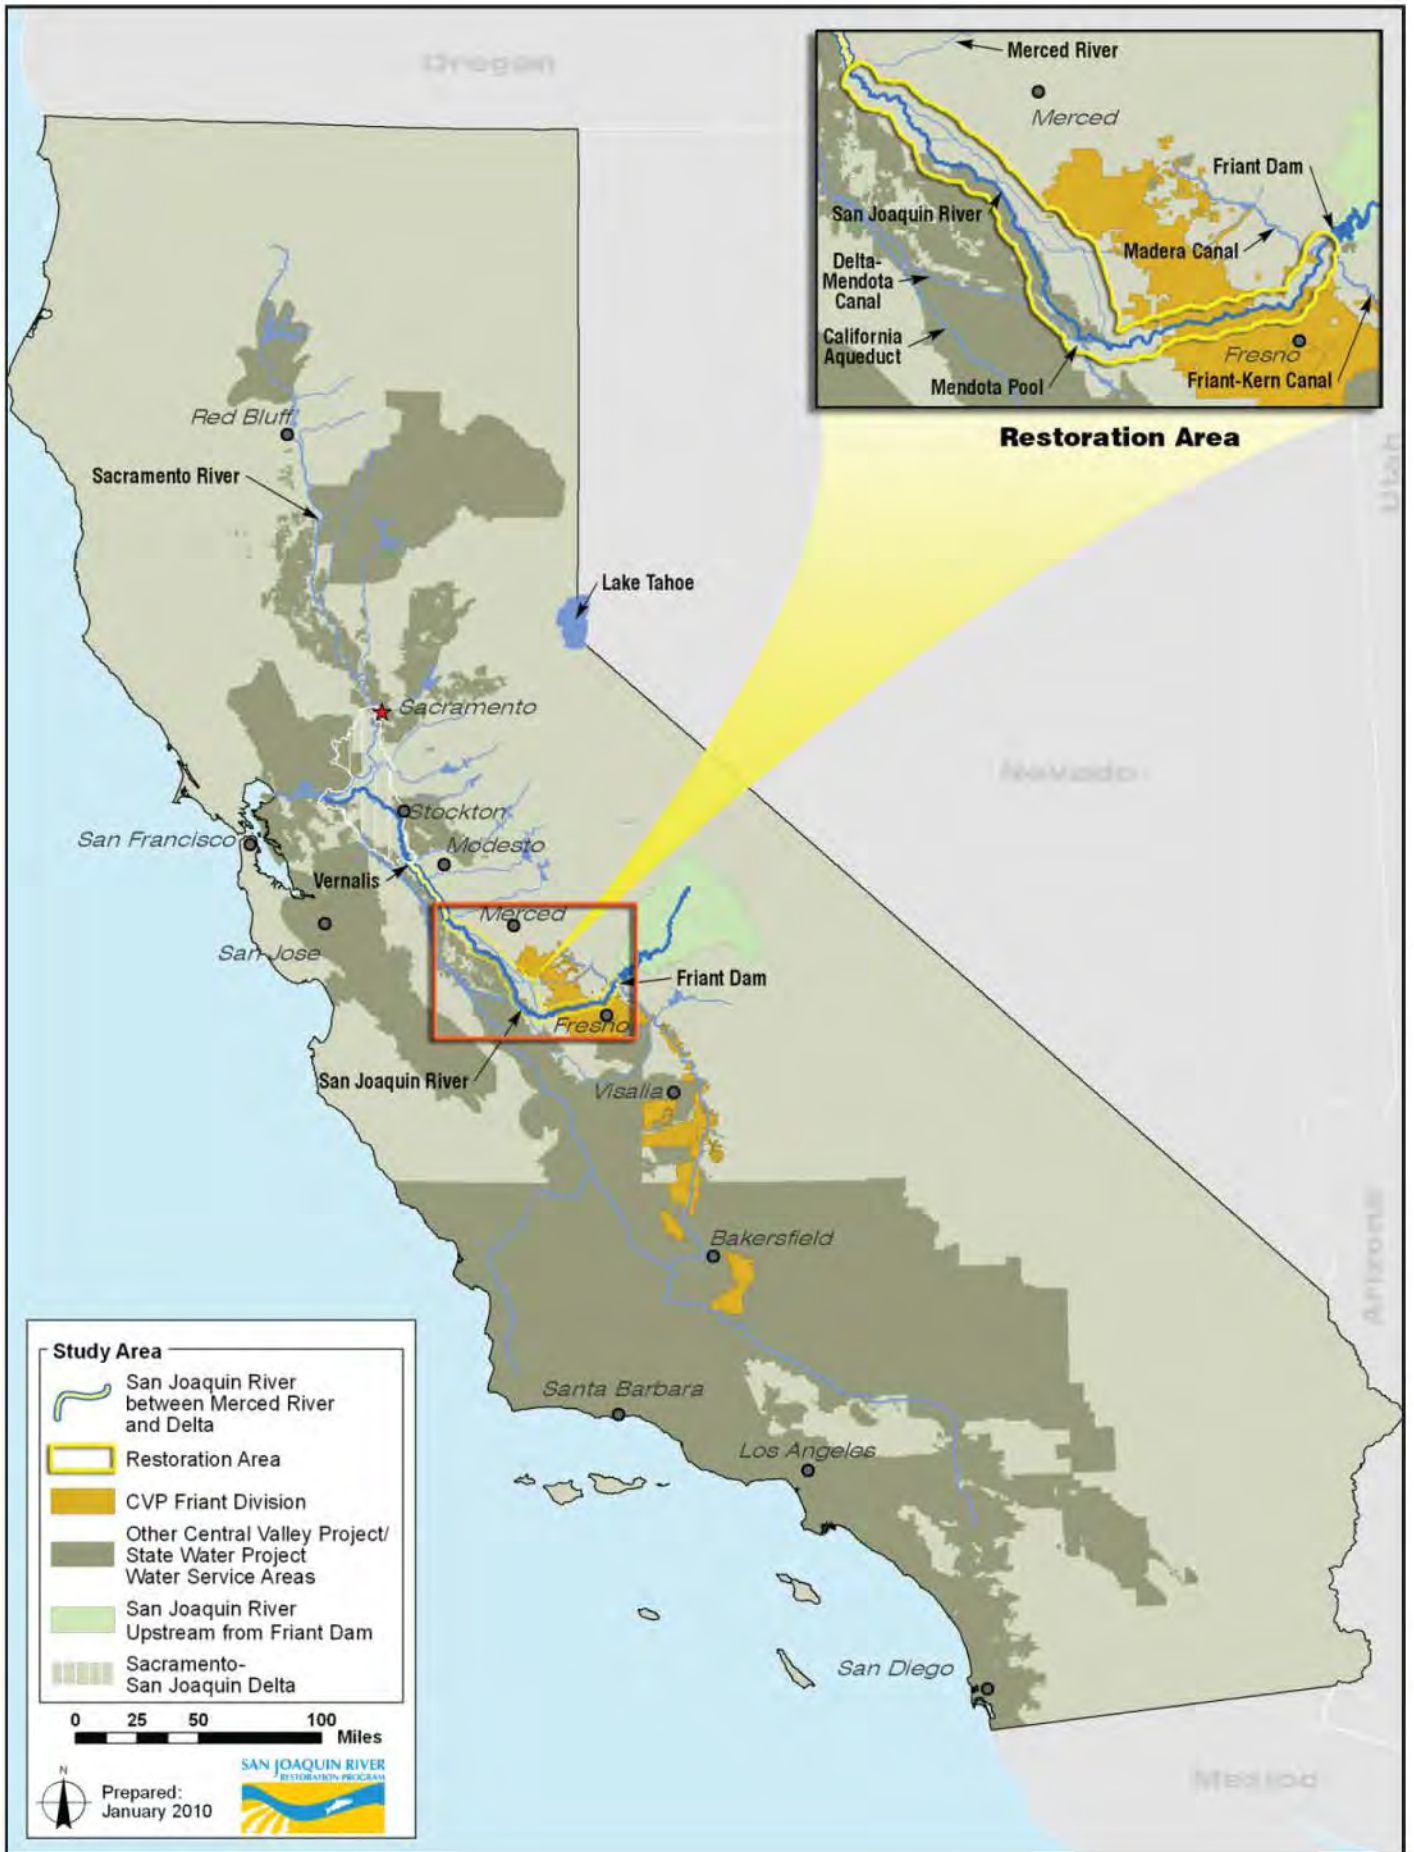 Oregon
Merced River
Merced
Friant Dam
San Joaquin River
Madera Canal
Delta-
Mendota
Canal
California
Aqueduct
Fresno
Mendota Pool
Friant-Kern Canal
Restoration Area
Utah
Red Bluff
Sacramento River
Lake Tahoe
Sacramento
Nevada
Stockton
San Francisco
Modesto
Vernalis
Merced
San Jose
Friant Dam
Fresno
San Joaquin River
Visalia
Arizona
Bakersfield
Santa Barbara
Los Angeles
San Diego
Mexico
Study Area
San Joaquin River
between Merced River
and Delta
Restoration Area
CVP Friant Division
Other Central Valley Project/
State Water Project
Water Service Areas
San Joaquin River
Upstream from Friant Dam
Sacramento-
San Joaquin Delta
0 25 50 100
Miles
N
Prepared:
January 2010
SAN JOAQUIN RIVER
RESTORATION PROGRAM